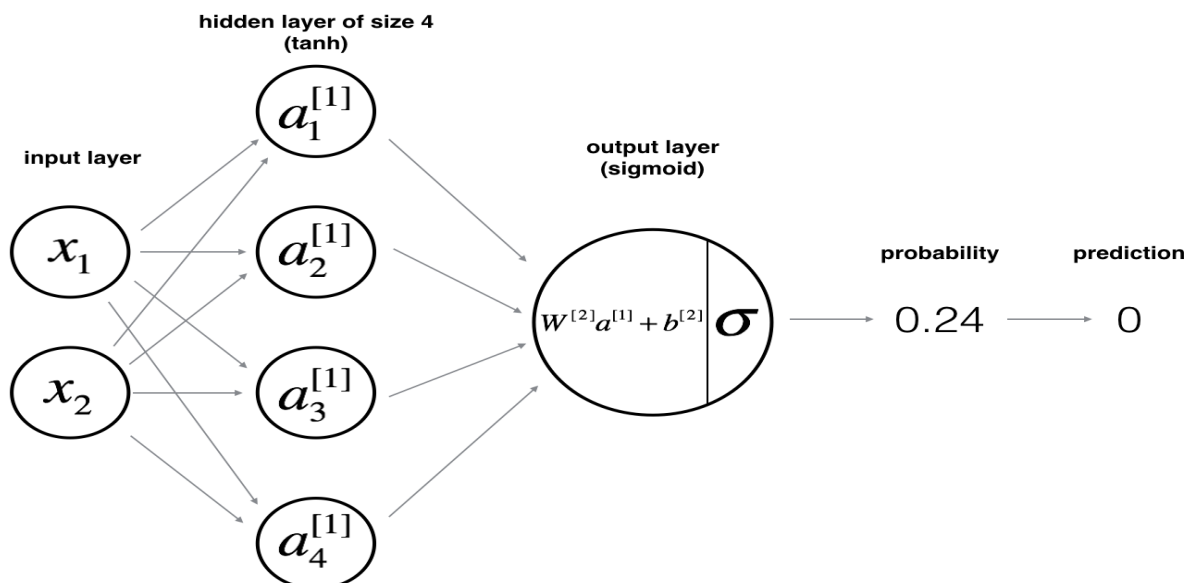 hidden layer of size 4
(tanh)
input layer
output layer
(sigmoid)
probability
prediction
x₁
x₂
a₁^[1]
a₂^[1]
a₃^[1]
a₄^[1]
W^[2]a^[1] + b^[2]
σ
0.24
0